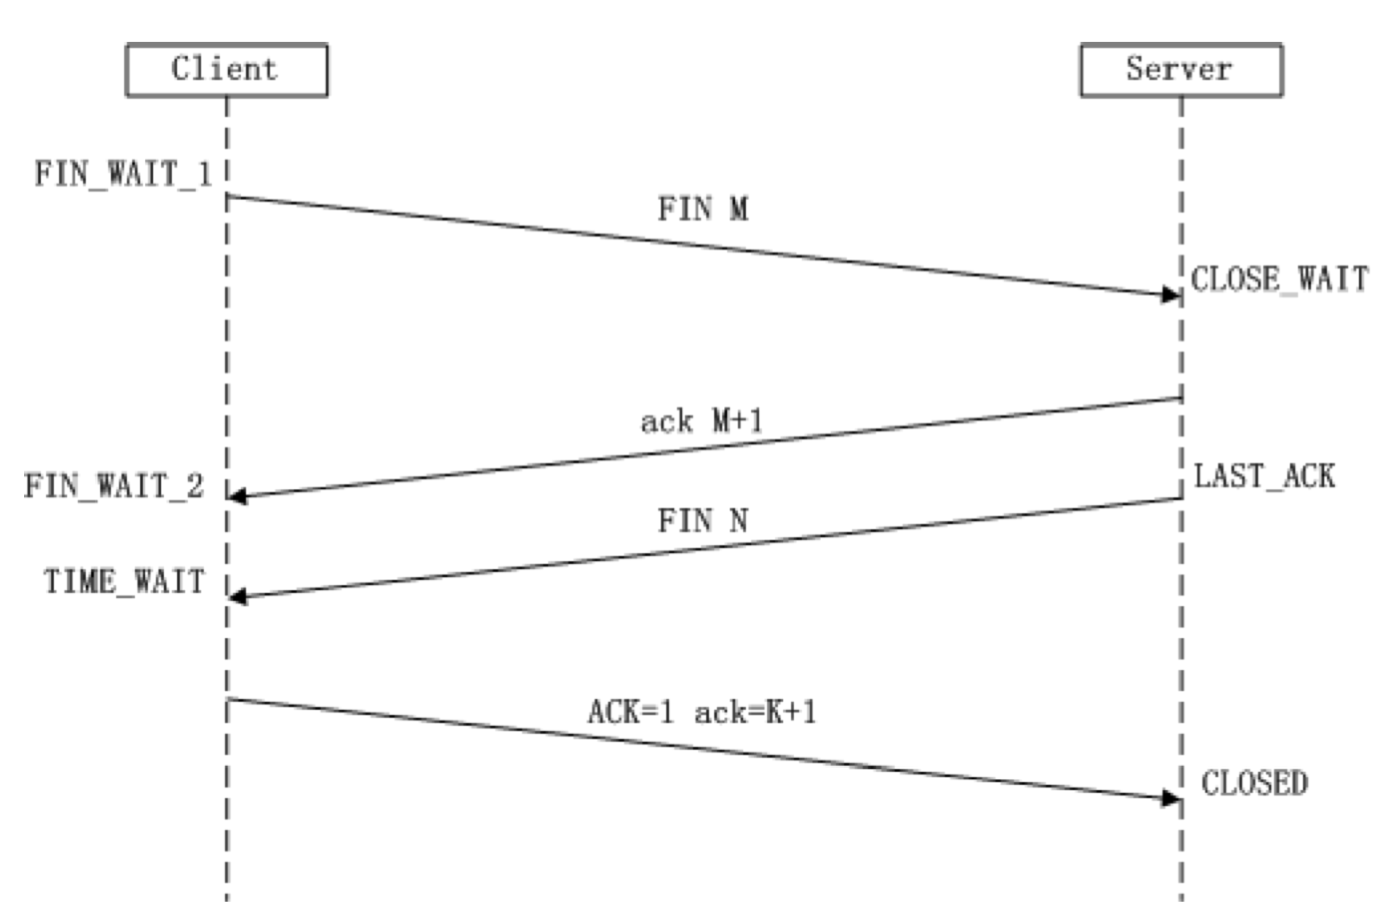 Client
Server
FIN_WAIT_1
FIN M
CLOSE_WAIT
ack M+1
FIN_WAIT_2
LAST_ACK
FIN N
TIME_WAIT
ACK=1 ack=K+1
CLOSED